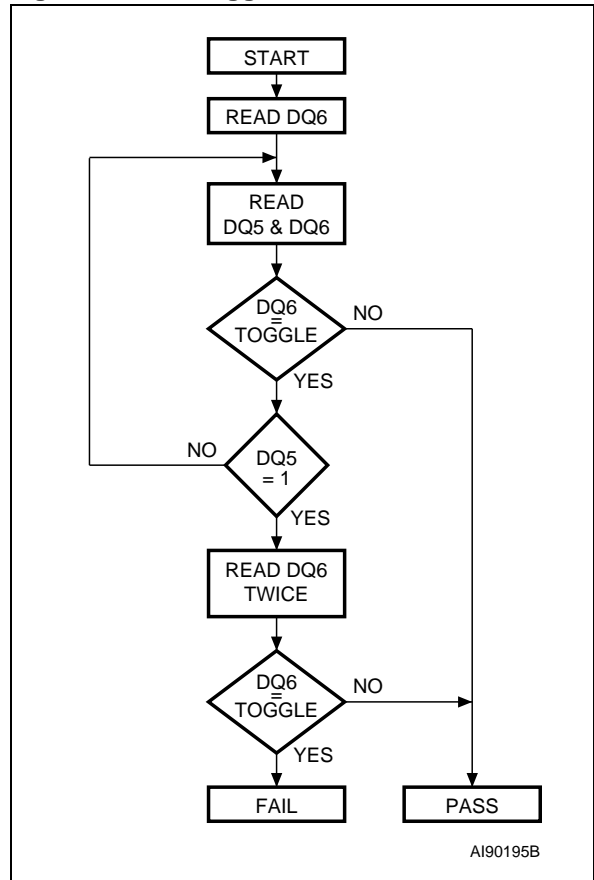 START
READ DQ6
READ
DQ5 & DQ6
DQ6
=
TOGGLE
NO
YES
NO
DQ5
= 1
YES
READ DQ6
TWICE
DQ6
=
TOGGLE
NO
YES
FAIL
PASS
AI90195B